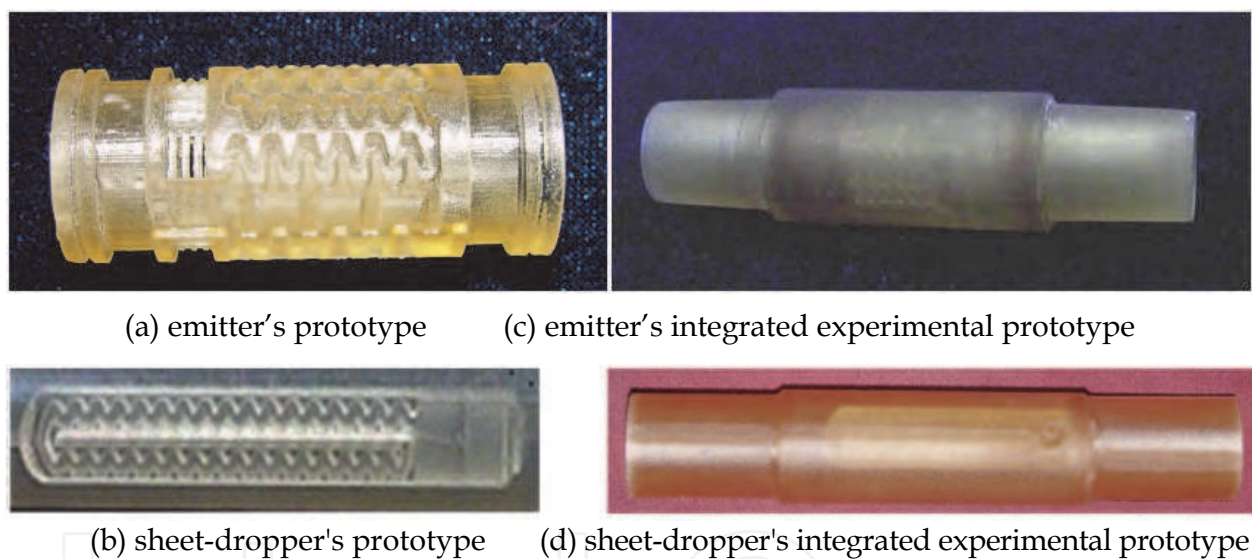 (a) emitter’s prototype (c) emitter’s integrated experimental prototype
(b) sheet-dropper's prototype (d) sheet-dropper's integrated experimental prototype